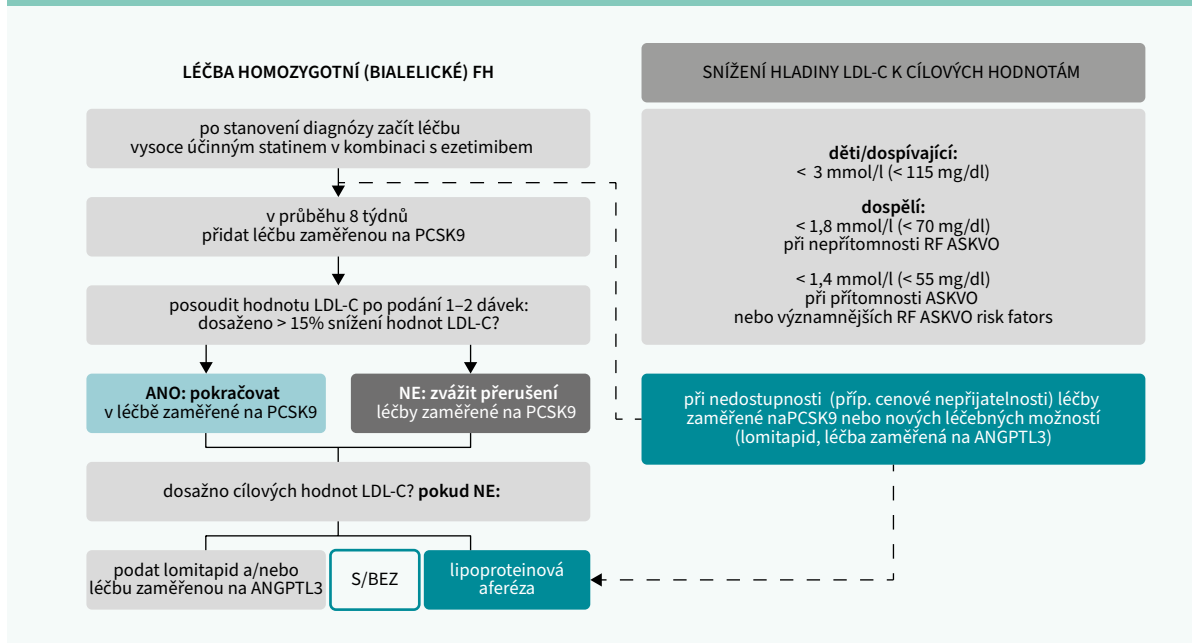 LÉČBA HOMOZYGOTNÍ (BIALELICKÉ) FH
po stanovení diagnózy začít léčbu
vysoce účinným statinem v kombinaci s ezetimibem
v průběhu 8 týdnů
přidat léčbu zaměřenou na PCSK9
posoudit hodnotu LDL-C po podání 1–2 dávek:
dosaženo > 15% snížení hodnot LDL-C?
ANO: pokračovat
v léčbě zaměřené na PCSK9
NE: zvážit přerušení
léčby zaměřené na PCSK9
dosažno cílových hodnot LDL-C? pokud NE:
podat lomitapid a/nebo
léčbu zaměřenou na ANGPTL3
S/BEZ
lipoproteinová
aferéza
SNÍŽENÍ HLADINY LDL-C K CÍLOVÝCH HODNOTÁM
děti/dospívající:
< 3 mmol/l (< 115 mg/dl)
dospělí:
< 1,8 mmol/l (< 70 mg/dl)
při nepřítomnosti RF ASKVO
< 1,4 mmol/l (< 55 mg/dl)
při přítomnosti ASKVO
nebo významnějších RF ASKVO risk fators
při nedostupnosti (příp. cenové nepřijatelnosti) léčby
zaměřené naPCSK9 nebo nových léčebných možností
(lomitapid, léčba zaměřená na ANGPTL3)